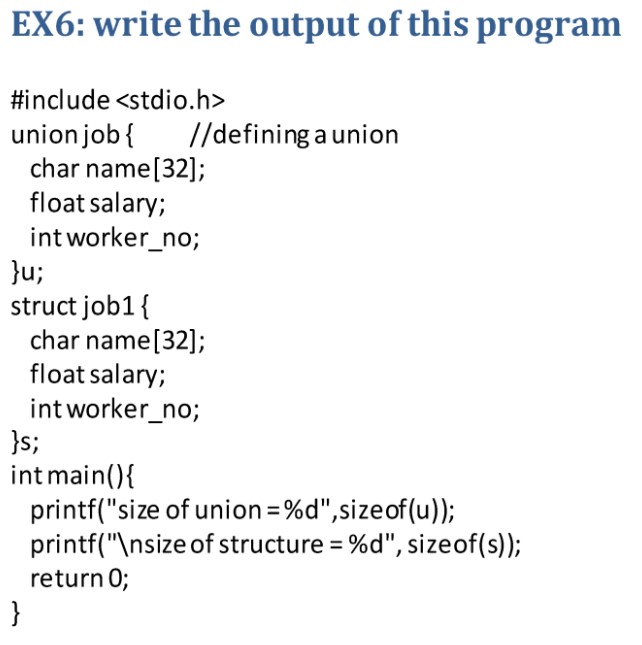 EX6: write the output of this program
#include <stdio.h>
union job {        //defining a union
   char name[32];
   float salary;
   int worker_no;
}u;
struct job1 {
   char name[32];
   float salary;
   int worker_no;
}s;
int main(){
   printf("size of union = %d",sizeof(u));
   printf("\nsize of structure = %d", sizeof(s));
   return 0;
}